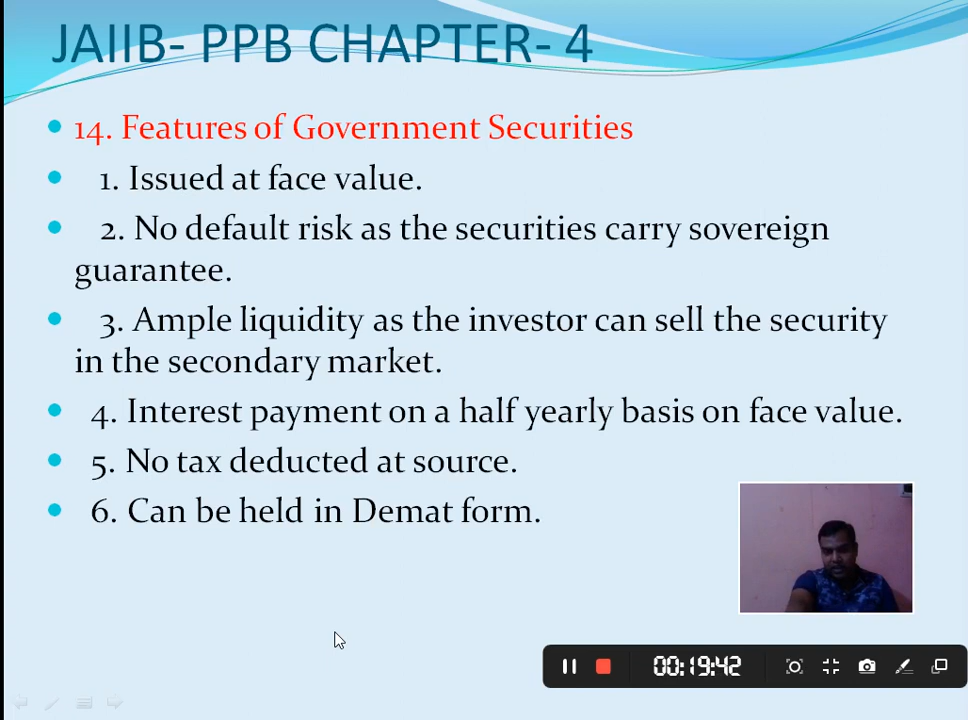 JAIIB- PPB CHAPTER- 4
14. Features of Government Securities
1. Issued at face value.
2. No default risk as the securities carry sovereign
guarantee.
3. Ample liquidity as the investor can sell the security
in the secondary market.
4. Interest payment on a half yearly basis on face value.
5. No tax deducted at source.
6. Can be held in Demat form.
00:19:42